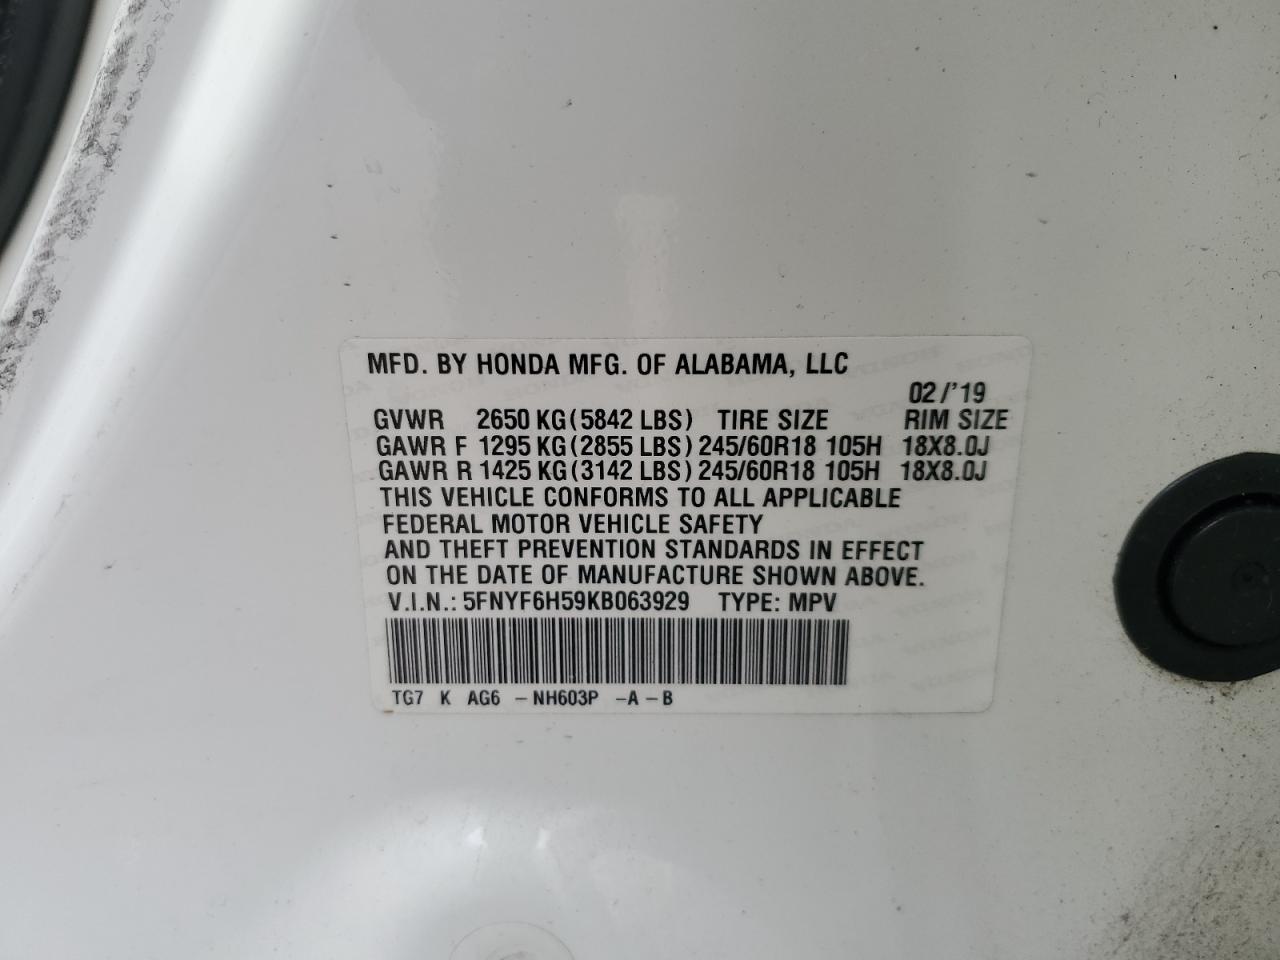 MFD. BY HONDA MFG. OF ALABAMA, LLC
02/'19
GVWR 2650 KG (5842 LBS) TIRE SIZE RIM SIZE
GAWR F 1295 KG (2855 LBS) 245/60R18 105H 18X8.0J
GAWR R 1425 KG (3142 LBS) 245/60R18 105H 18X8.0J
THIS VEHICLE CONFORMS TO ALL APPLICABLE
FEDERAL MOTOR VEHICLE SAFETY
AND THEFT PREVENTION STANDARDS IN EFFECT
ON THE DATE OF MANUFACTURE SHOWN ABOVE.
V.I.N.: 5FNYF6H59KB063929 TYPE: MPV
TG7 K AG6 – NH603P – A – B